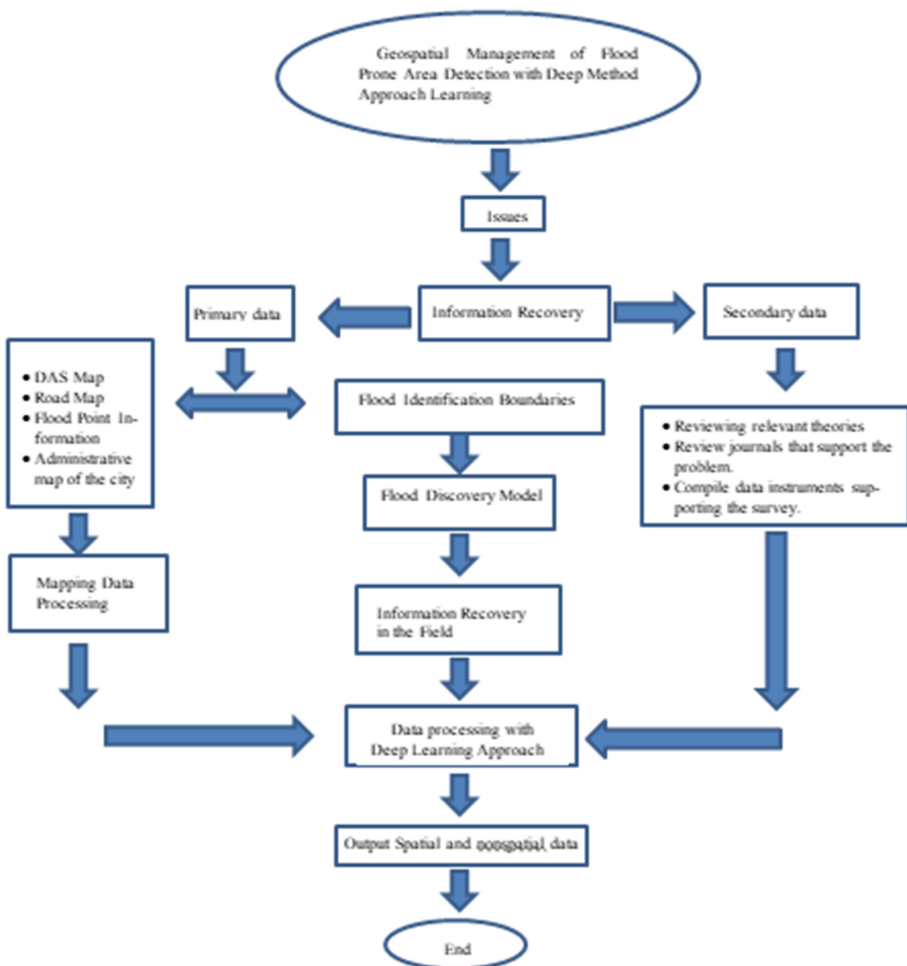 Geospatial Management of Flood
Prone Area Detection with Deep Method
Approach Learning
Issues
Primary data
Information Recovery
Secondary data
• DAS Map
• Road Map
• Flood Point In-
formation
• Administrative
map of the city
Flood Identification Boundaries
• Reviewing relevant theories
• Review journals that support the
problem.
• Compile data instruments sup-
porting the survey.
Flood Discovery Model
Mapping Data
Processing
Information Recovery
in the Field
Data processing with
Deep Learning Approach
Output Spatial and nonspatial data
End